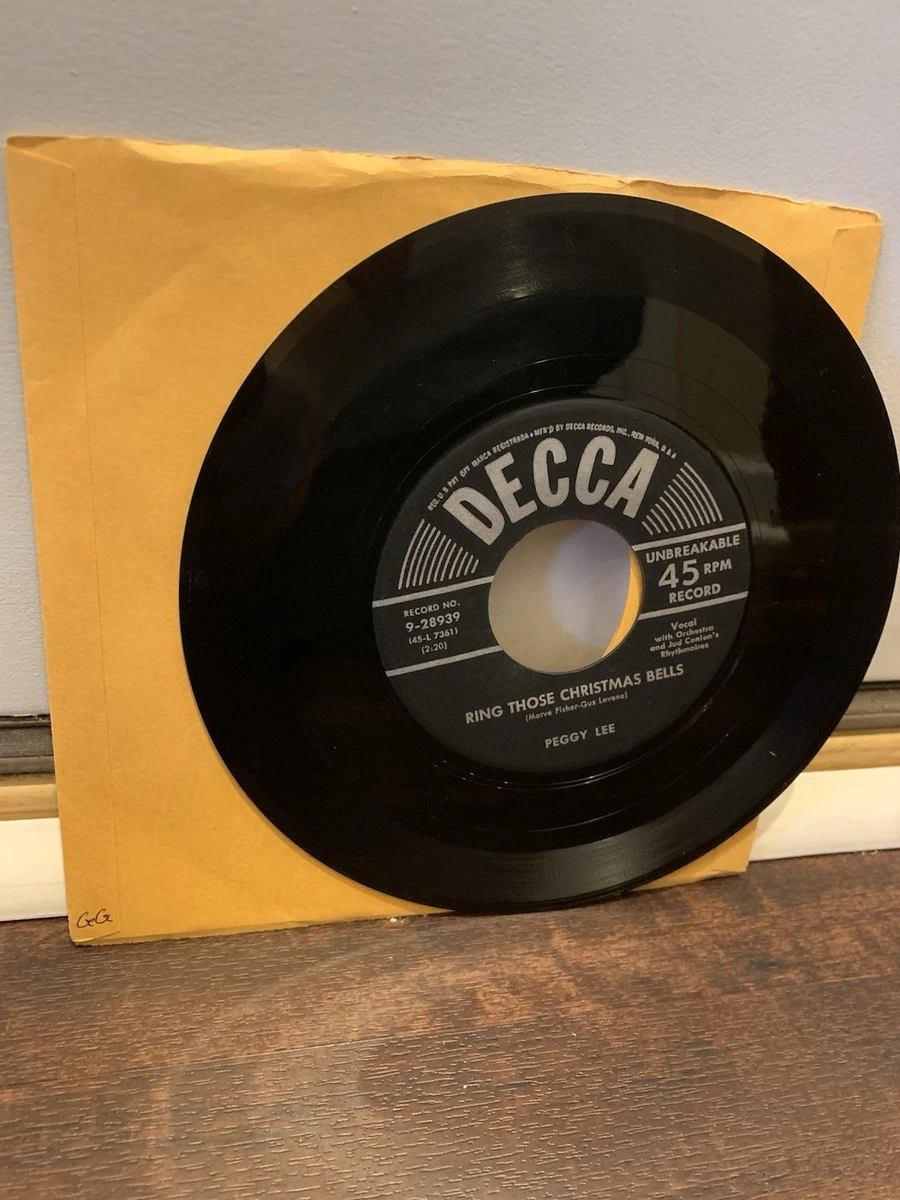 REG. U.S. PAT. OFF. MARCA REGISTRADA • MFR'D BY DECCA RECORDS, INC., NEW YORK, U.S.A.
DECCA
UNBREAKABLE
45 RPM
RECORD
RECORD NO.
9-28939
(45-L 7361)
(2:20)
Vocal
with Orchestra
and Jud Conlon's
Rhythmaires
RING THOSE CHRISTMAS BELLS
(Marve Fisher-Gus Levene)
PEGGY LEE